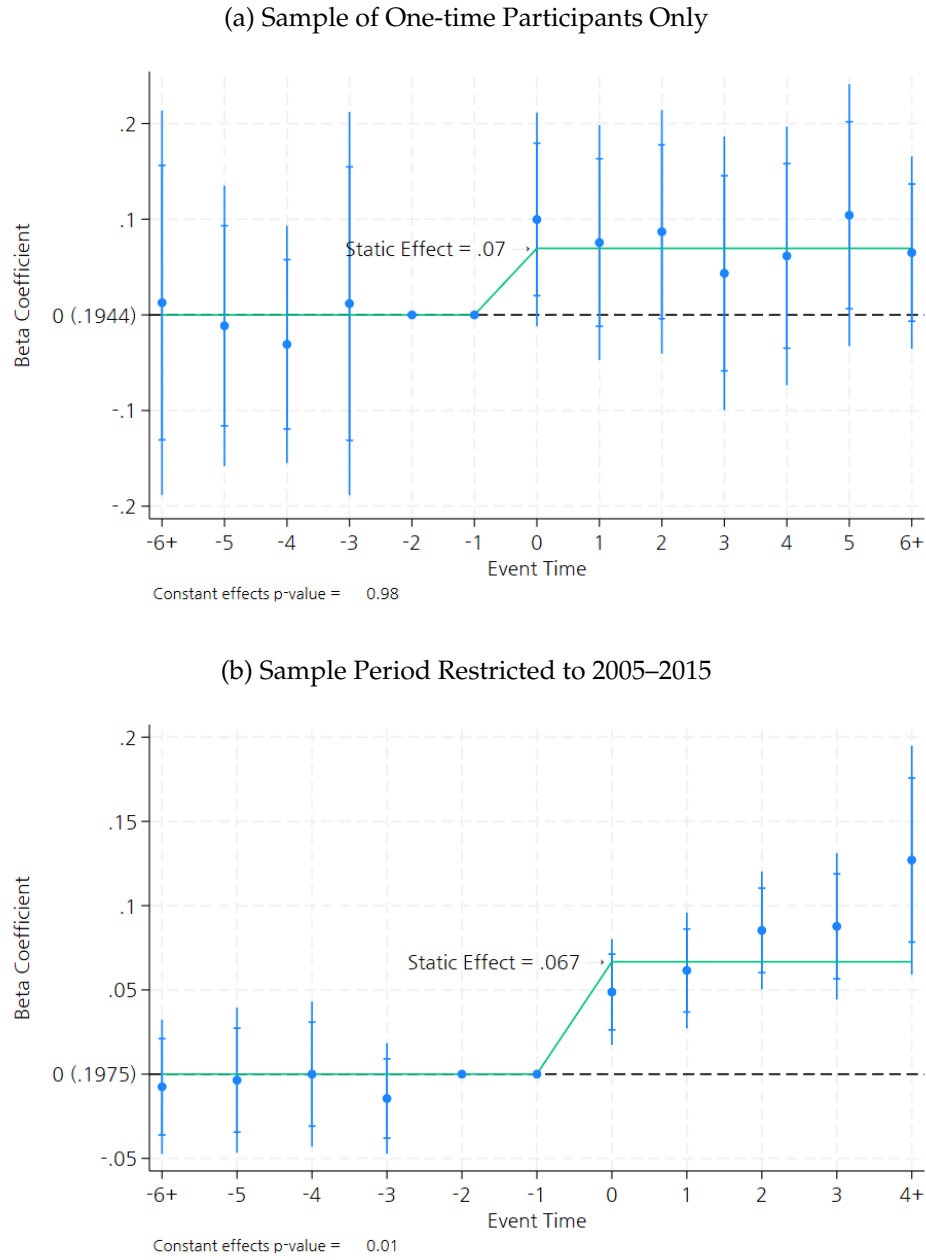 (a) Sample of One-time Participants Only
.2
.1
Static Effect = .07
0 (.1944)
-.1
-.2
Beta Coefficient
-6+ -5 -4 -3 -2 -1 0 1 2 3 4 5 6+
Event Time
Constant effects p-value = 0.98
(b) Sample Period Restricted to 2005–2015
.2
.15
.1
Static Effect = .067
.05
0 (.1975)
-.05
Beta Coefficient
-6+ -5 -4 -3 -2 -1 0 1 2 3 4+
Event Time
Constant effects p-value = 0.01